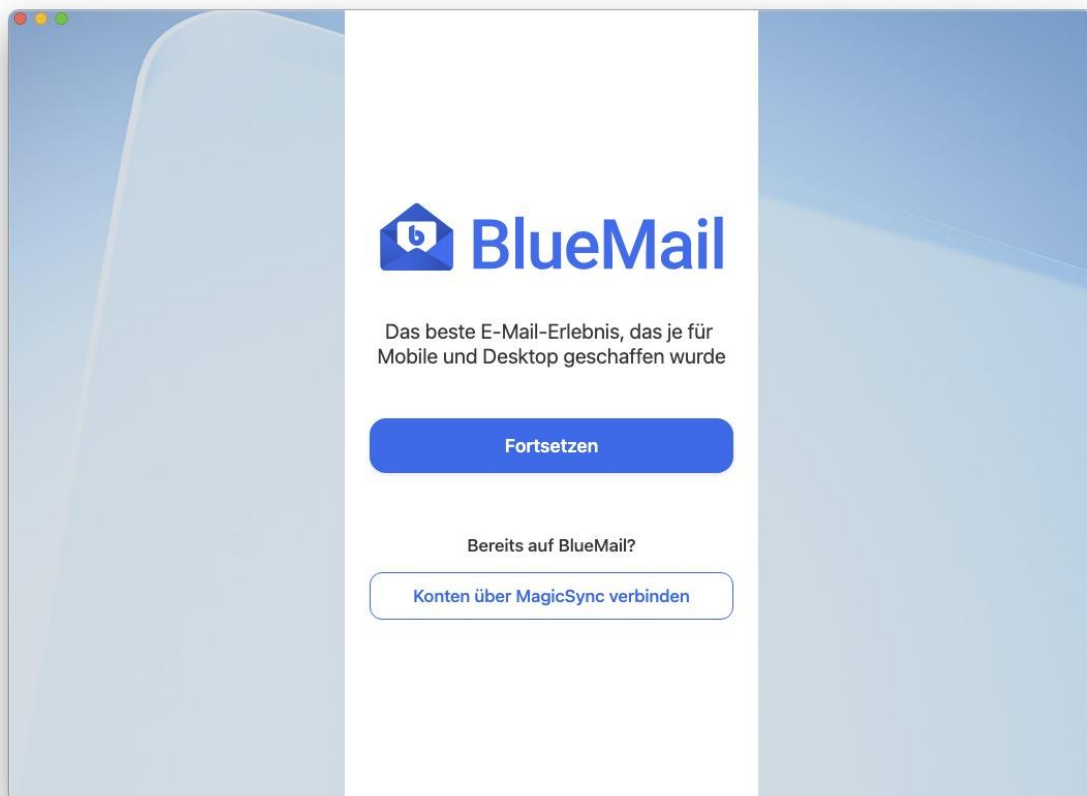 BlueMail
Das beste E-Mail-Erlebnis, das je für
Mobile und Desktop geschaffen wurde
Fortsetzen
Bereits auf BlueMail?
Konten über MagicSync verbinden